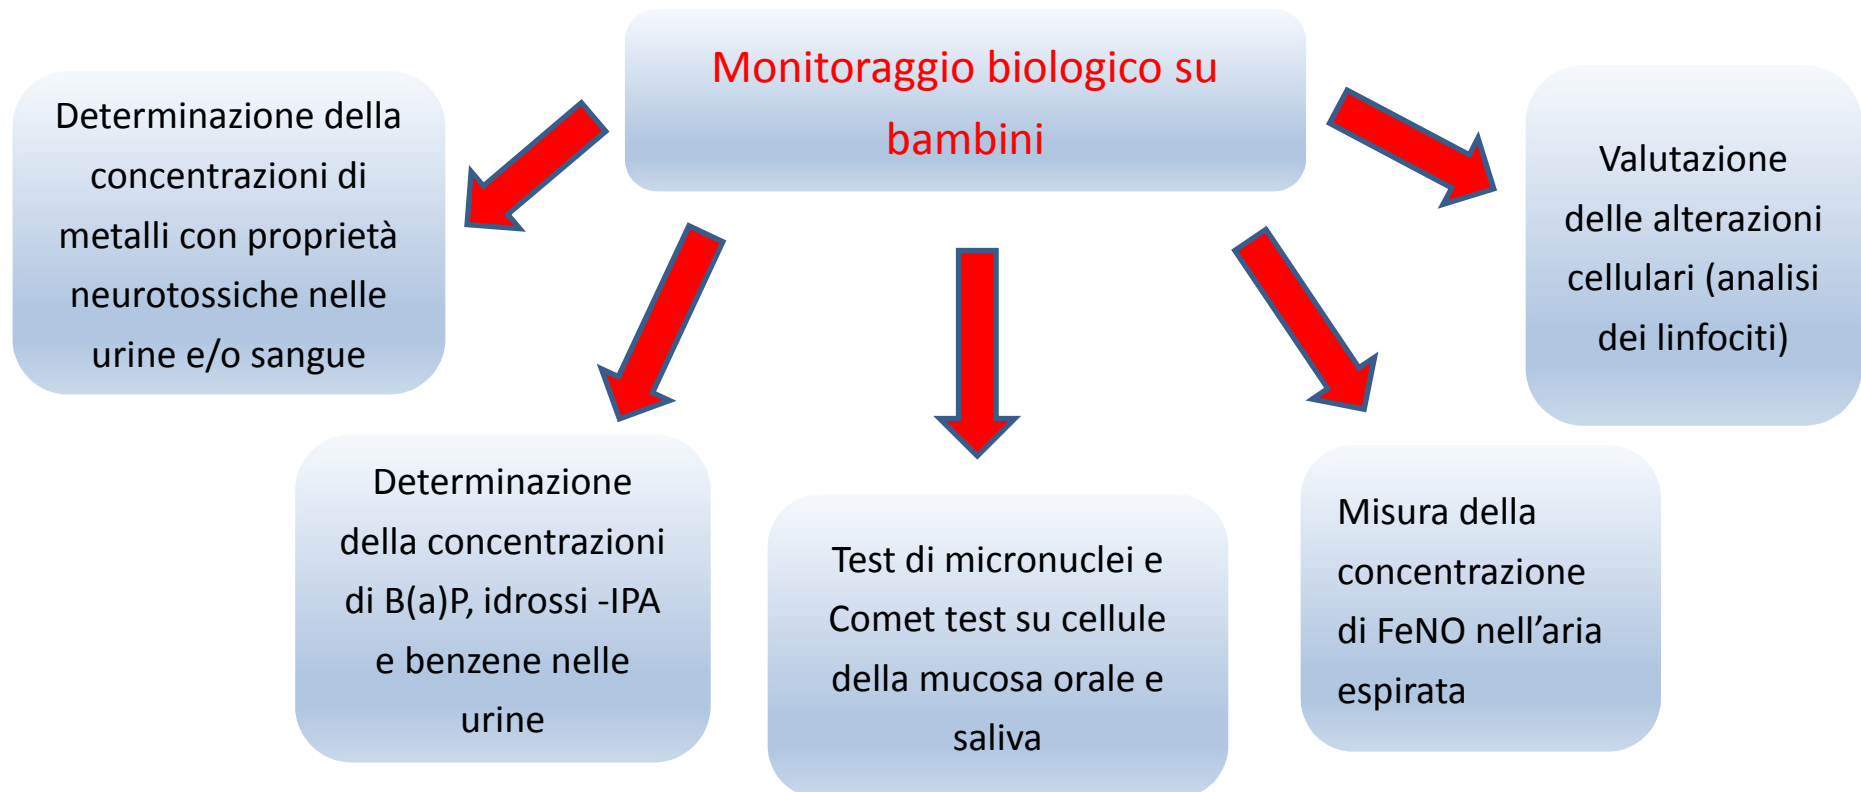 Monitoraggio biologico su
bambini
Determinazione della
concentrazioni di
metalli con proprietà
neurotossiche nelle
urine e/o sangue
Determinazione
della concentrazioni
di B(a)P, idrossi -IPA
e benzene nelle
urine
Test di micronuclei e
Comet test su cellule
della mucosa orale e
saliva
Misura della
concentrazione
di FeNO nell’aria
espirata
Valutazione
delle alterazioni
cellulari (analisi
dei linfociti)